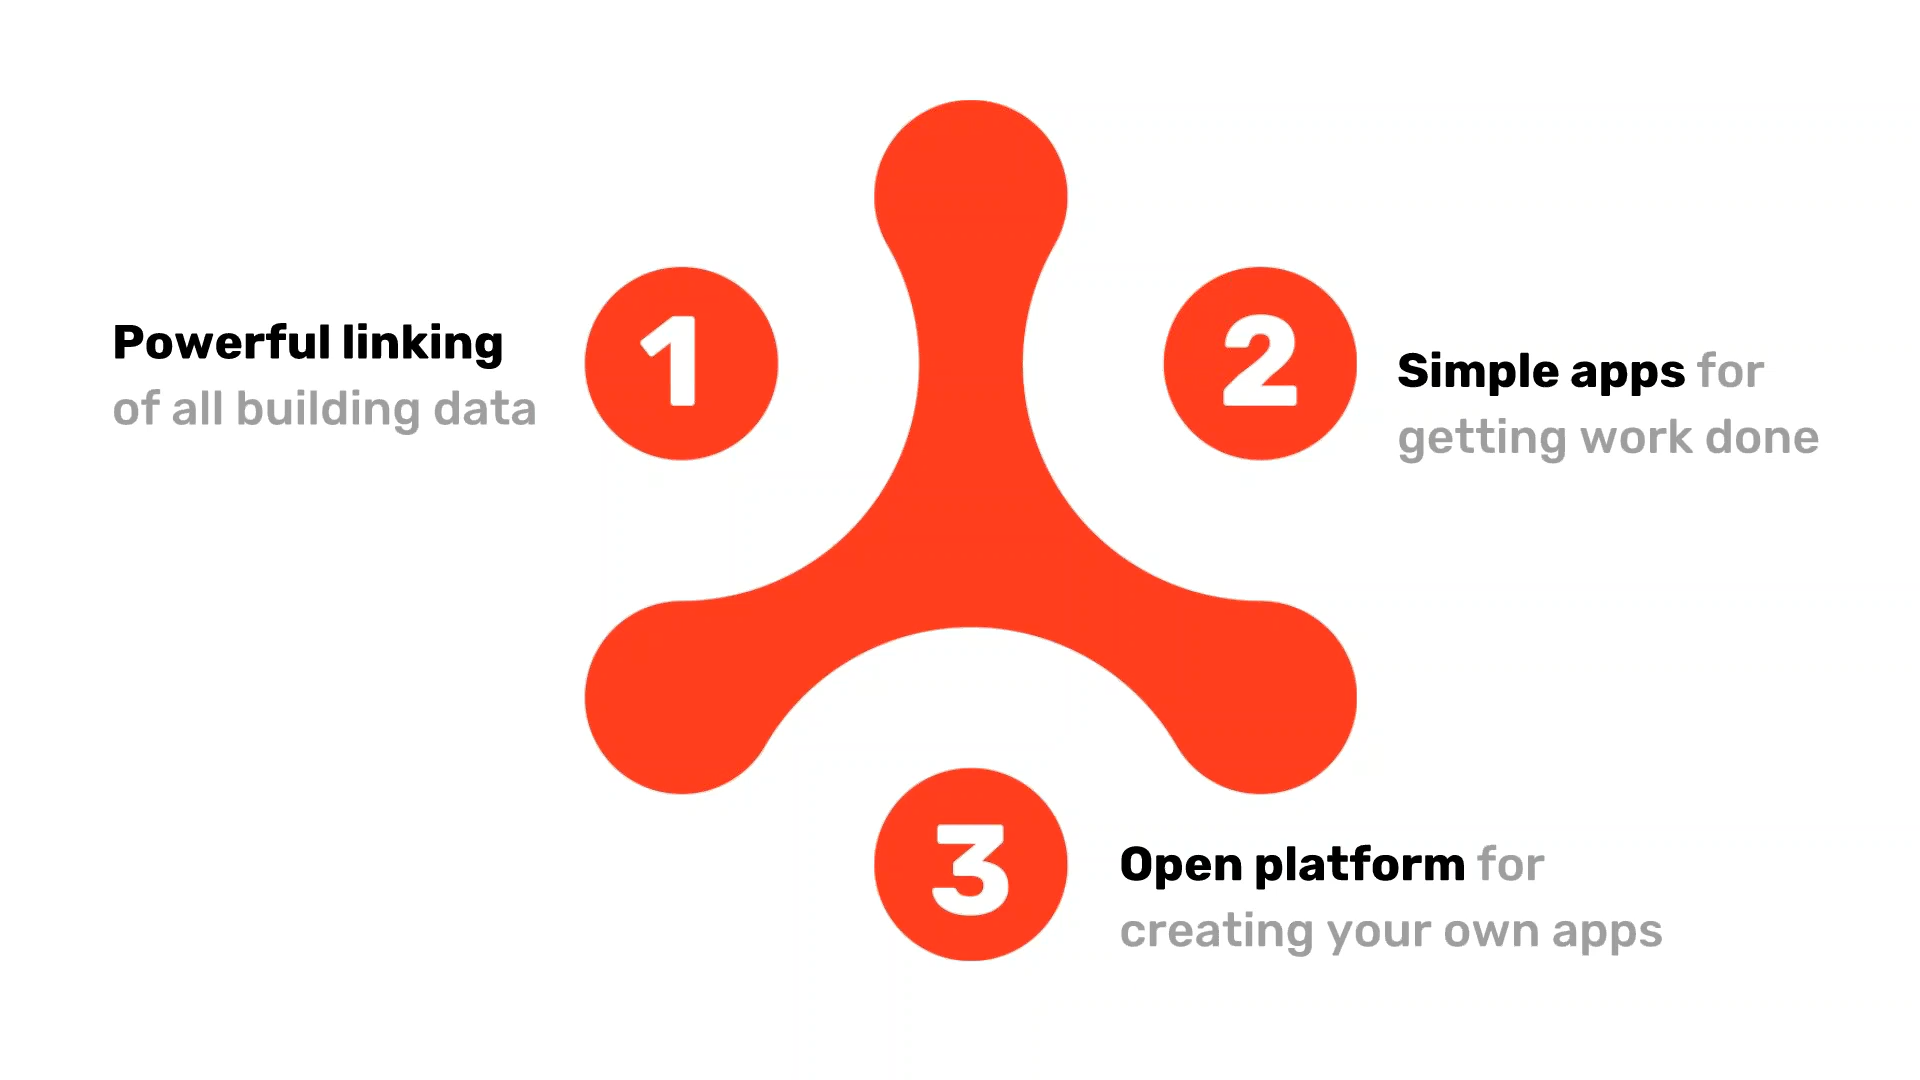 1
Powerful linking
of all building data
2
Simple apps for
getting work done
3
Open platform for
creating your own apps